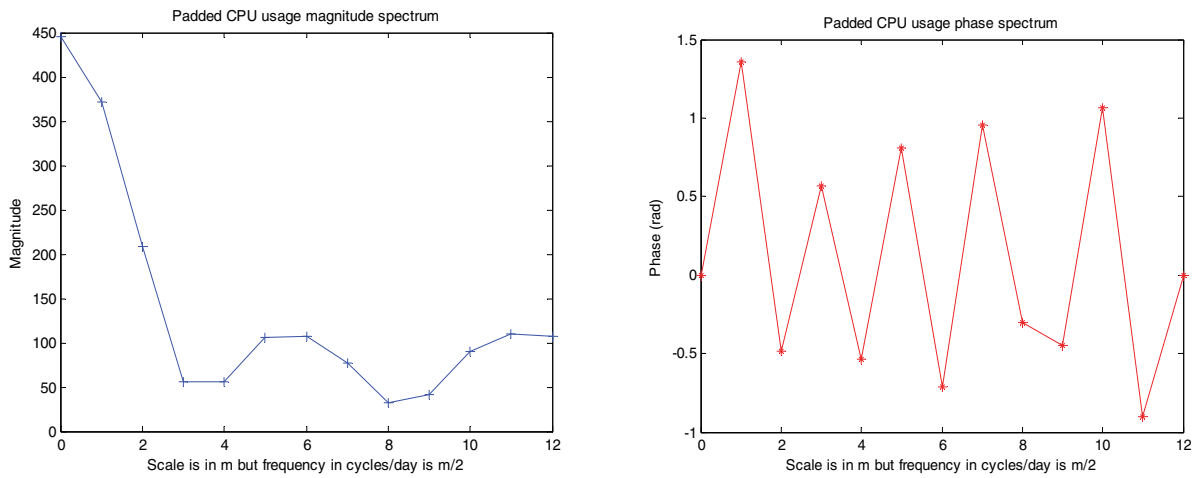 Padded CPU usage magnitude spectrum
450
400
350
300
250
200
150
100
50
0
Magnitude
0 2 4 6 8 10 12
Scale is in m but frequency in cycles/day is m/2
Padded CPU usage phase spectrum
1.5
1
0.5
0
-0.5
-1
Phase (rad)
0 2 4 6 8 10 12
Scale is in m but frequency in cycles/day is m/2